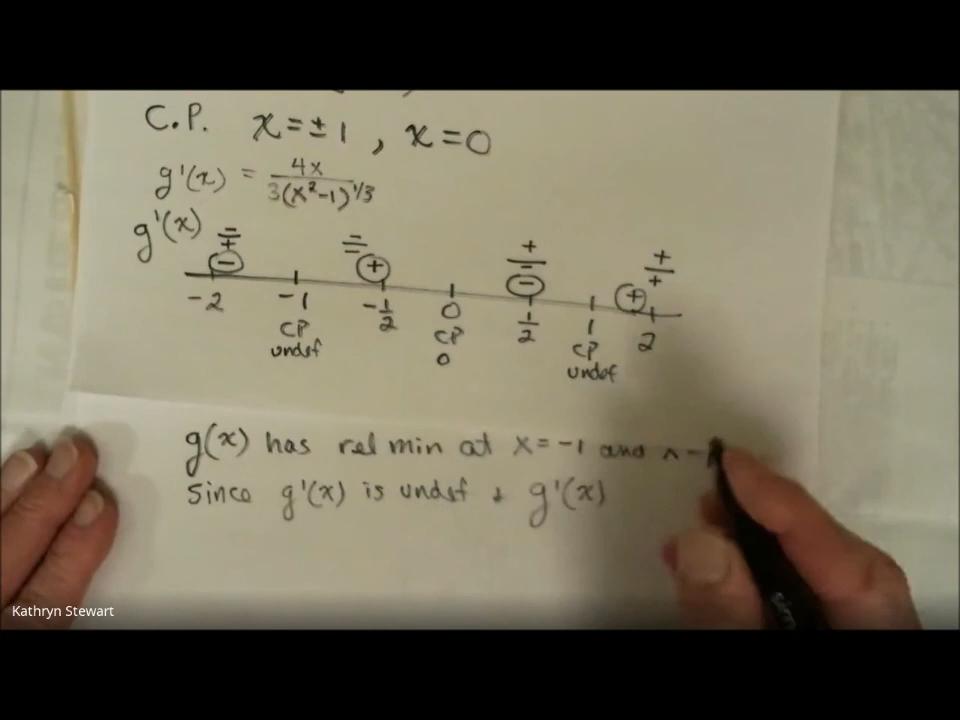 C.P. x = ± 1 , x = 0
g'(x) = 4x / 3(x²-1)^1/3
g'(x) -/+ (-) -/- (+) +/- (-) +/+ (+)
-2 -1 -1/2 0 1/2 1 2
CP CP CP
undef 0 undef
g(x) has rel min at x = -1 and
Since g'(x) is undef + g'(x)
Kathryn Stewart